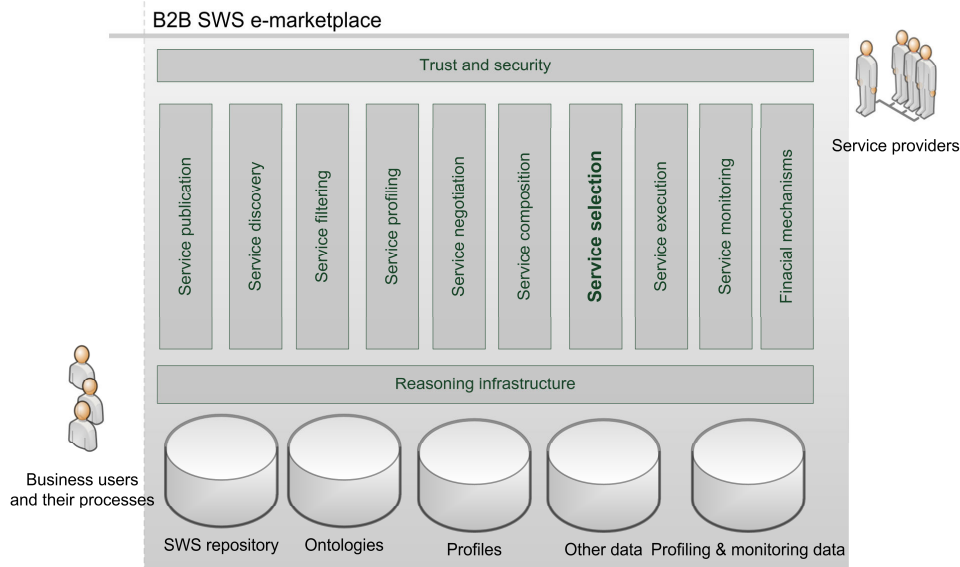 B2B SWS e-marketplace
Trust and security
Service providers
Service publication
Service discovery
Service filtering
Service profiling
Service negotiation
Service composition
Service selection
Service execution
Service monitoring
Finacial mechanisms
Reasoning infrastructure
Business users
and their processes
SWS repository
Ontologies
Profiles
Other data
Profiling & monitoring data